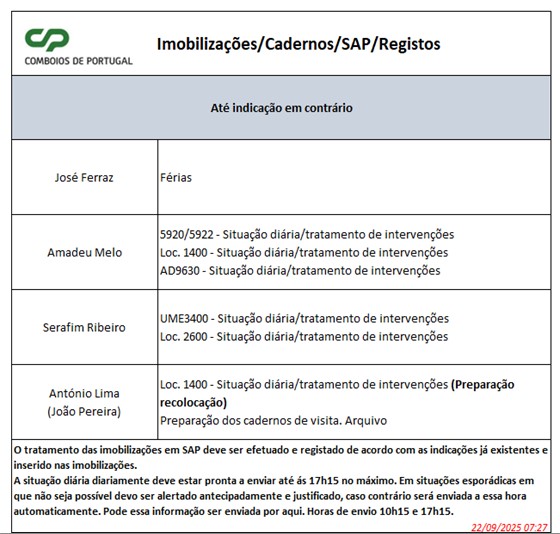 CP
COMBOIOS DE PORTUGAL
Imobilizações/Cadernos/SAP/Registos
Até indicação em contrário
José Ferraz
Férias
Amadeu Melo
5920/5922 - Situação diária/tratamento de intervenções
Loc. 1400 - Situação diária/tratamento de intervenções
AD9630 - Situação diária/tratamento de intervenções
Serafim Ribeiro
UME3400 - Situação diária/tratamento de intervenções
Loc. 2600 - Situação diária/tratamento de intervenções
António Lima
(João Pereira)
Loc. 1400 - Situação diária/tratamento de intervenções (Preparação
recolocação)
Preparação dos cadernos de visita. Arquivo
O tratamento das imobilizações em SAP deve ser efetuado e registado de acordo com as indicações já existentes e
inserido nas imobilizações.
A situação diária diariamente deve estar pronta a enviar até ás 17h15 no máximo. Em situações esporádicas em
que não seja possível devo ser alertado antecipadamente e justificado, caso contrário será enviada a essa hora
automaticamente. Pode essa informação ser enviada por aqui. Horas de envio 10h15 e 17h15.
22/09/2025 07:27